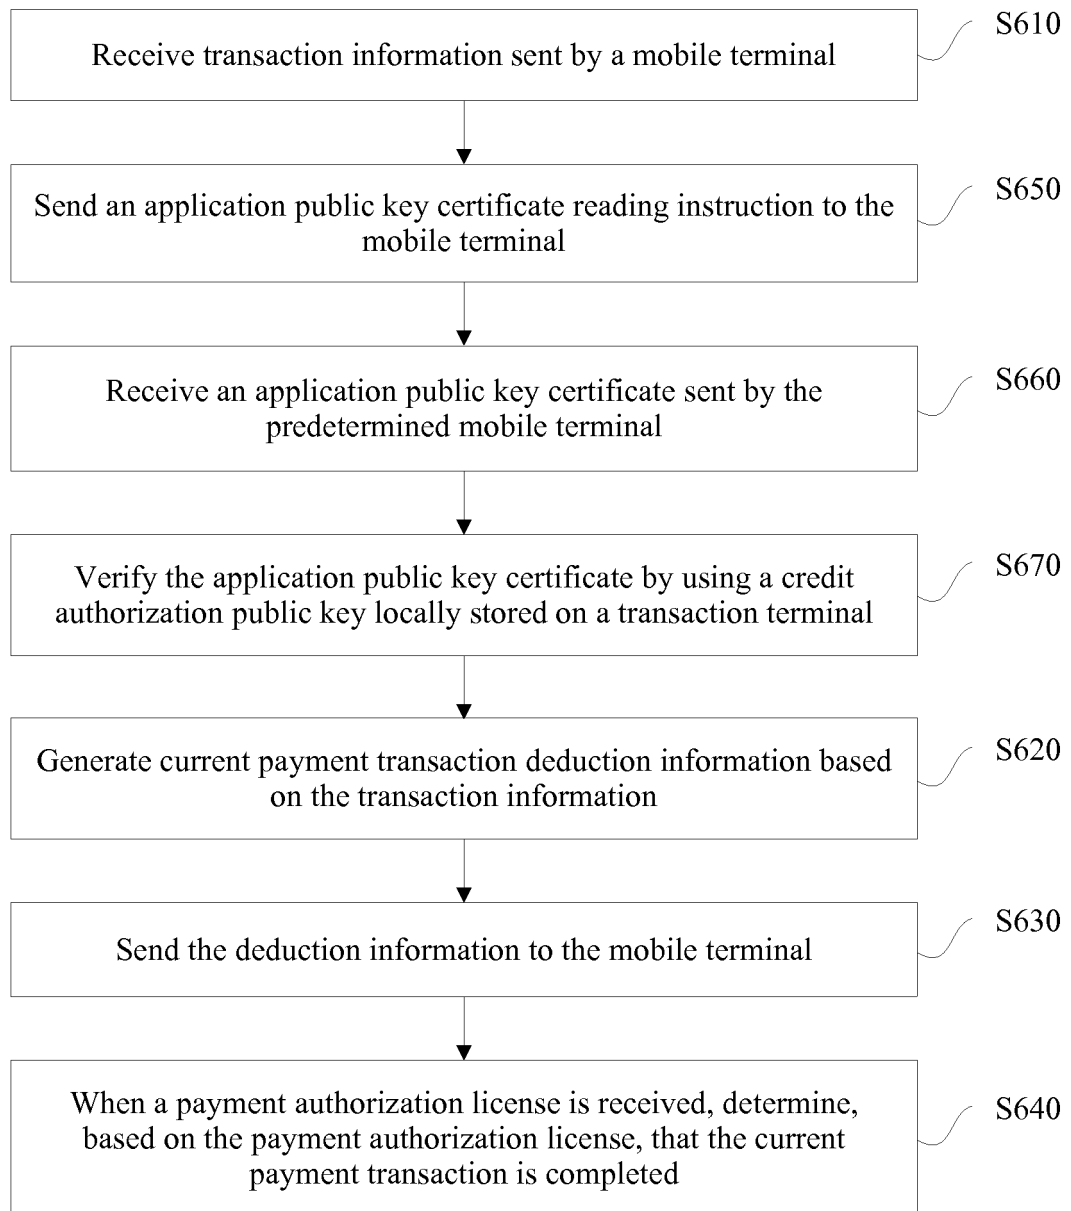 S610
Receive transaction information sent by a mobile terminal
S650
Send an application public key certificate reading instruction to the
mobile terminal
S660
Receive an application public key certificate sent by the
predetermined mobile terminal
S670
Verify the application public key certificate by using a credit
authorization public key locally stored on a transaction terminal
S620
Generate current payment transaction deduction information based
on the transaction information
S630
Send the deduction information to the mobile terminal
S640
When a payment authorization license is received, determine,
based on the payment authorization license, that the current
payment transaction is completed